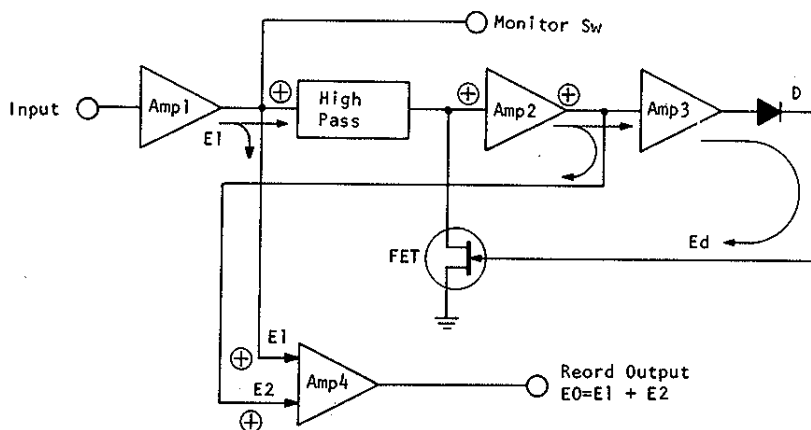 Monitor Sw
Input
Amp1
⊕
High
Pass
⊕
Amp2
⊕
Amp3
D
E1
Ed
FET
E1
⊕
E2
⊕
Amp4
Reord Output
E0=E1 + E2